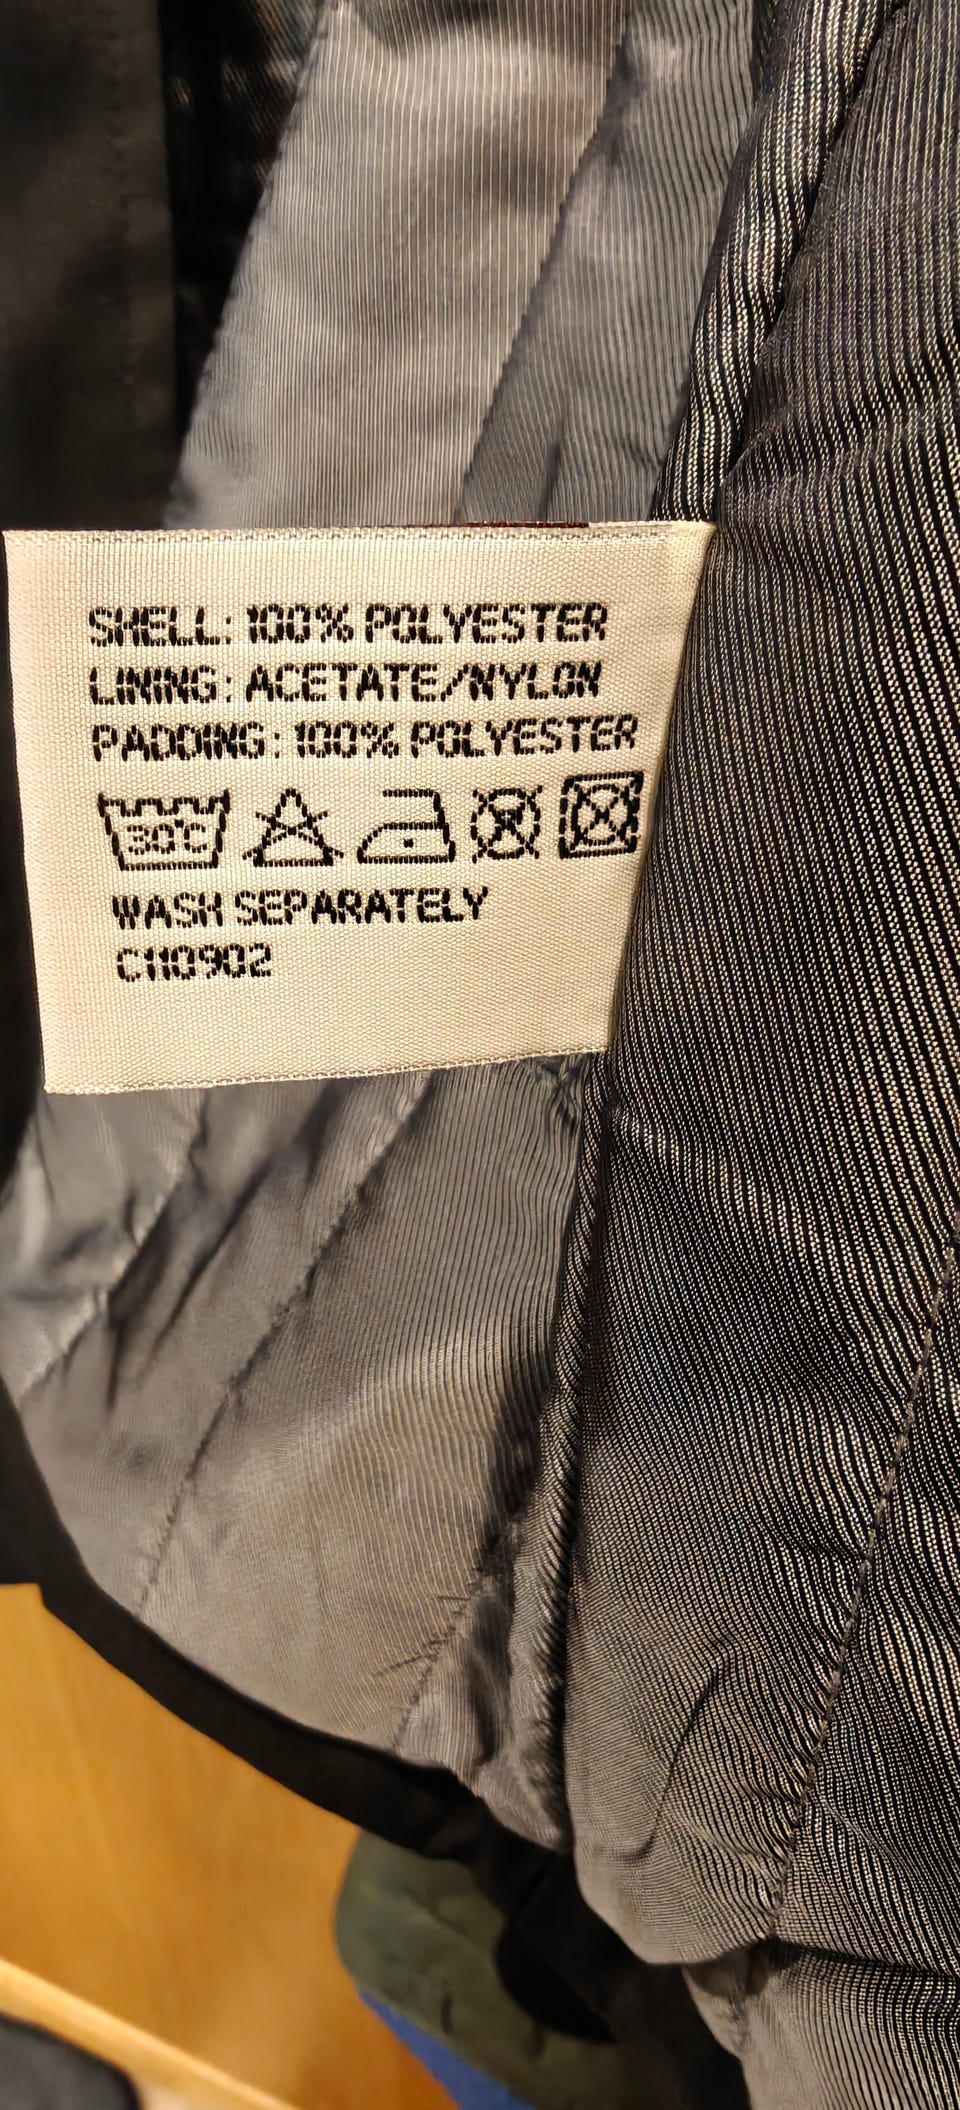 SHELL: 100% POLYESTER
LINING: ACETATE/NYLON
PADDING: 100% POLYESTER
30°C
WASH SEPARATELY
C110902